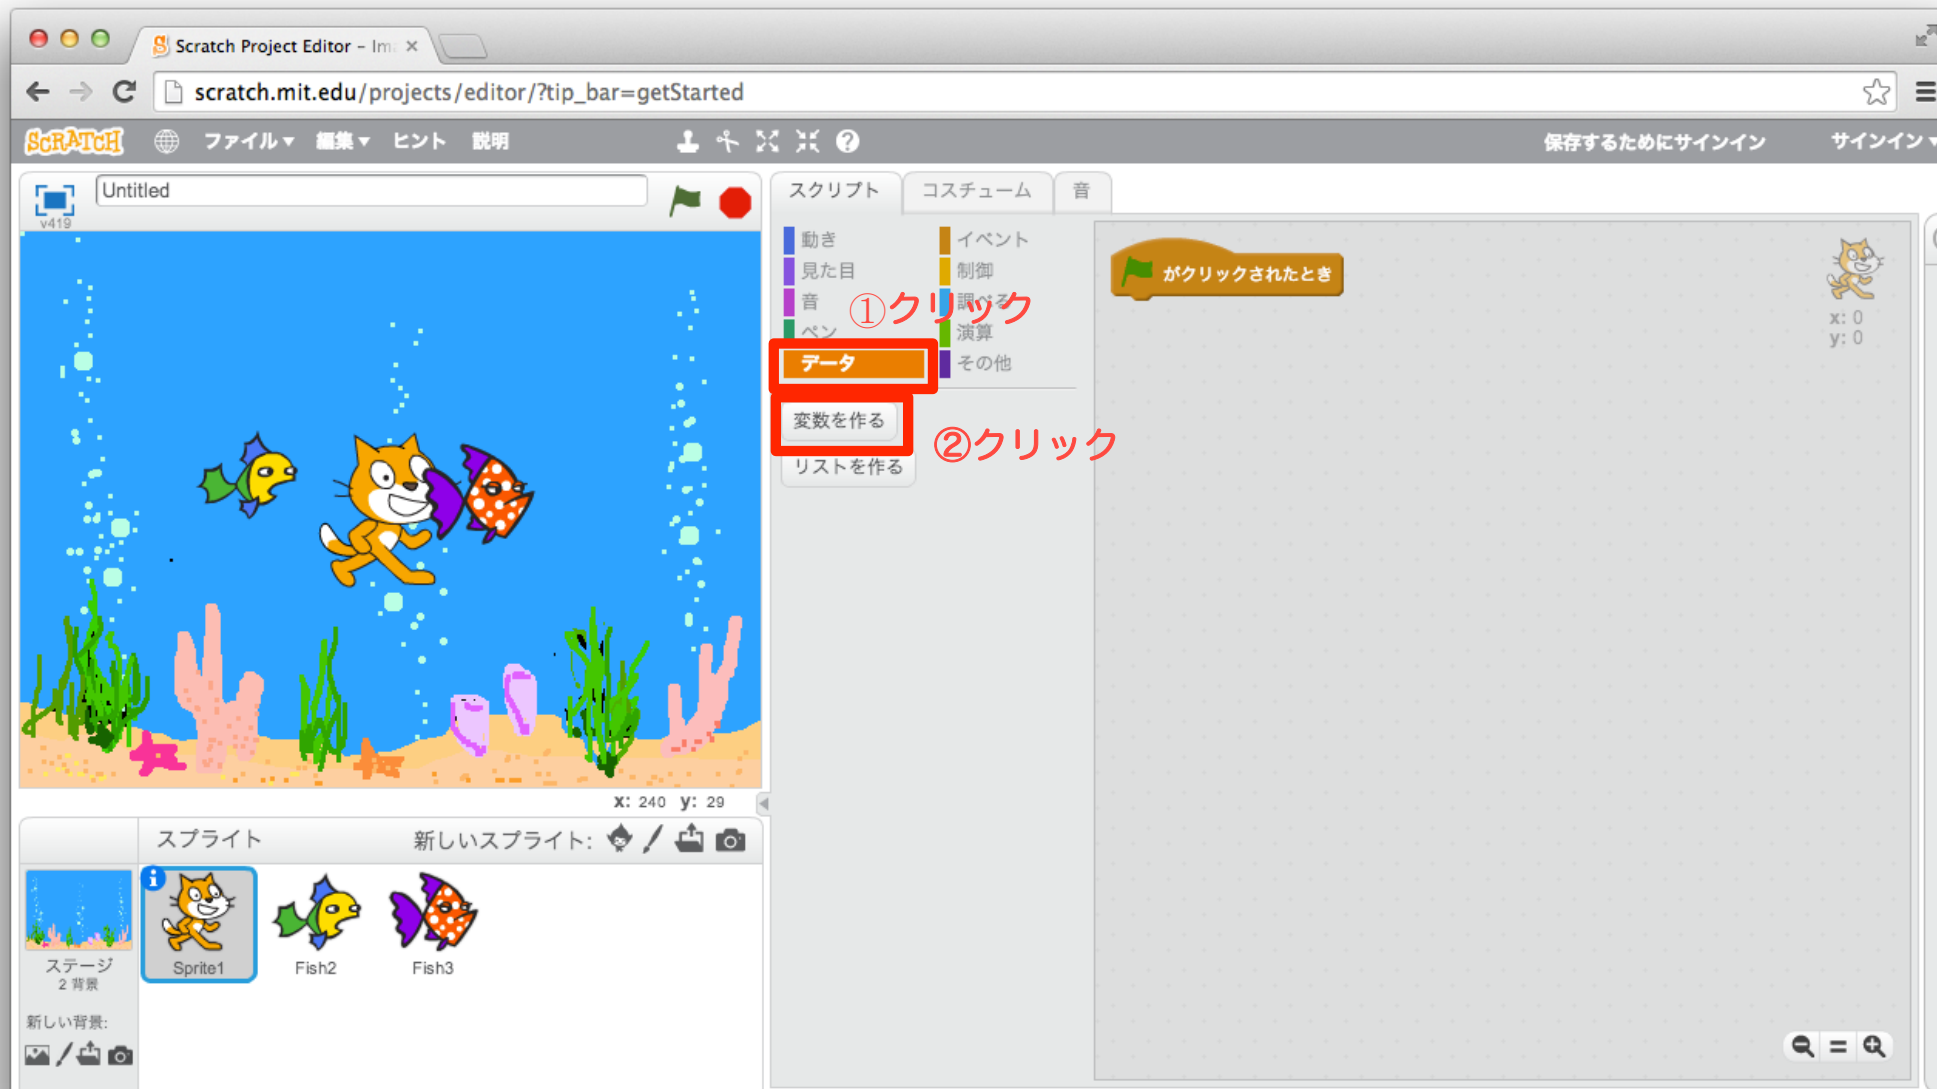 Scratch Project Editor – Im
scratch.mit.edu/projects/editor/?tip_bar=getStarted
SCRATCH ファイル▼ 編集▼ ヒント 説明 保存するためにサインイン サインイン▼
Untitled
v419
スクリプト コスチューム 音
動き イベント
見た目 制御
音 調べる
ペン 演算
データ その他
①クリック
変数を作る
②クリック
リストを作る
がクリックされたとき
x: 0
y: 0
x: 240 y: 29
スプライト 新しいスプライト:
ステージ
2 背景
新しい背景:
Sprite1 Fish2 Fish3